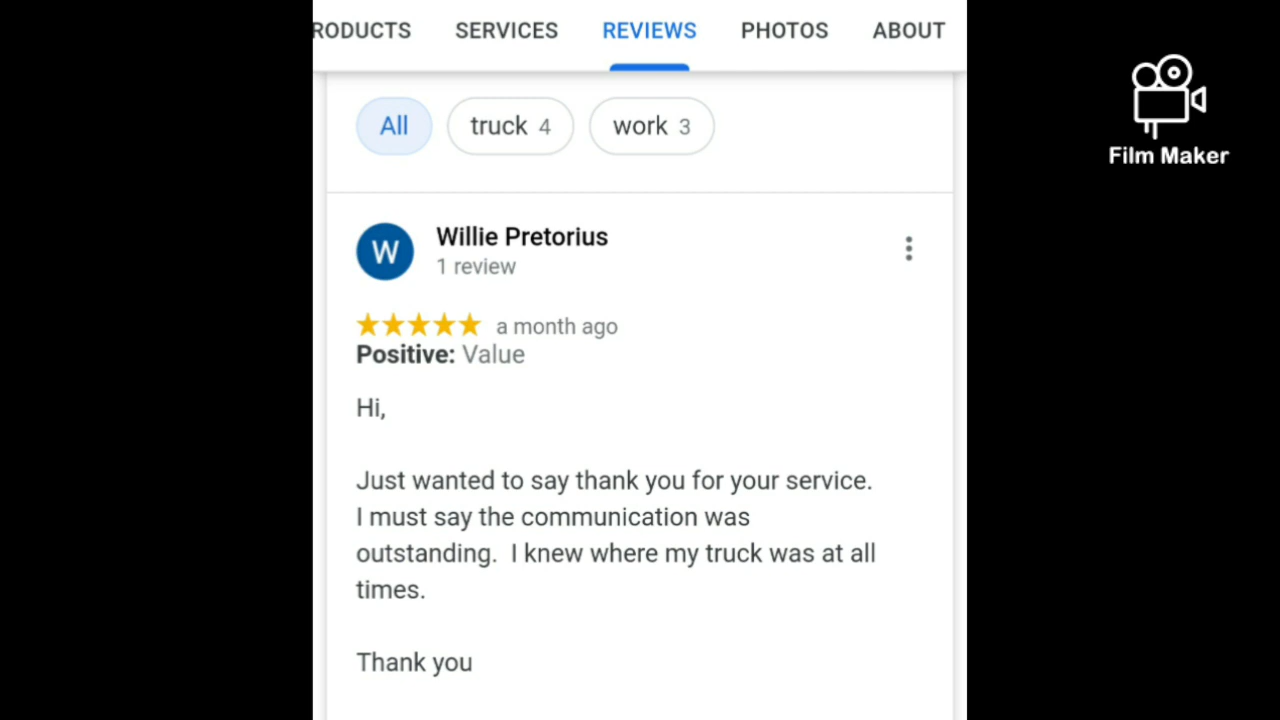 RODUCTS SERVICES REVIEWS PHOTOS ABOUT
All truck 4 work 3
Film Maker
W
Willie Pretorius
1 review
a month ago
Positive: Value
Hi,
Just wanted to say thank you for your service.
I must say the communication was
outstanding. I knew where my truck was at all
times.
Thank you